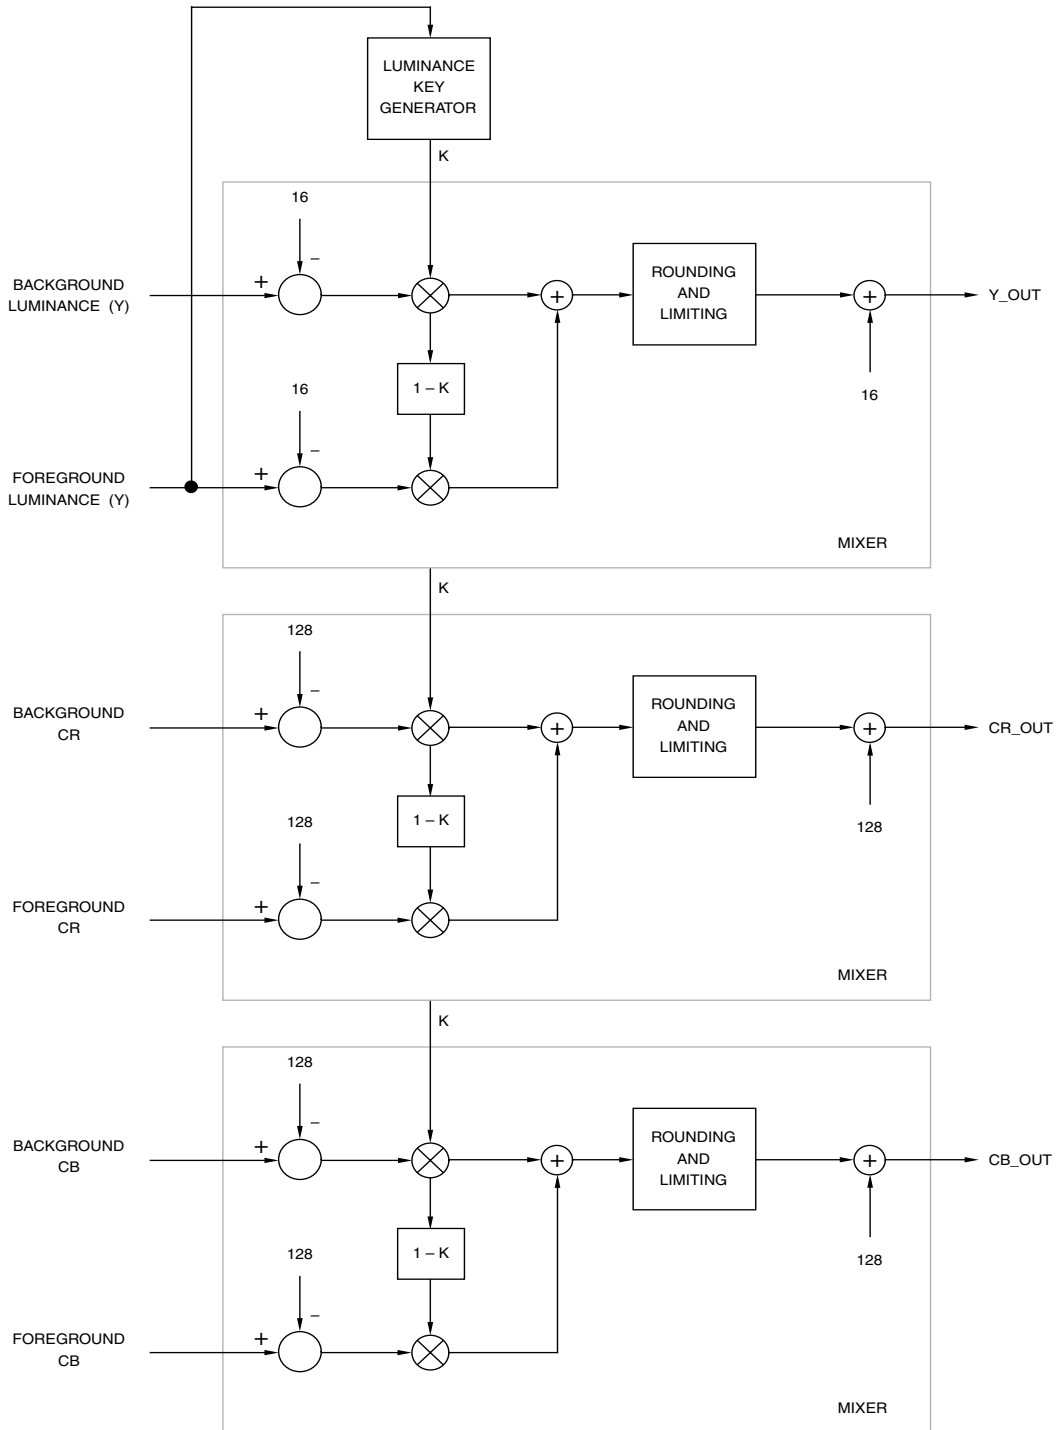 LUMINANCE
KEY
GENERATOR
K
16
–
+
BACKGROUND
LUMINANCE (Y)
+
ROUNDING
AND
LIMITING
+
Y_OUT
16
1 – K
16
–
+
FOREGROUND
LUMINANCE (Y)
MIXER
K
128
–
+
BACKGROUND
CR
+
ROUNDING
AND
LIMITING
+
CR_OUT
128
1 – K
128
–
+
FOREGROUND
CR
MIXER
K
128
–
+
BACKGROUND
CB
+
ROUNDING
AND
LIMITING
+
CB_OUT
128
1 – K
128
–
+
FOREGROUND
CB
MIXER